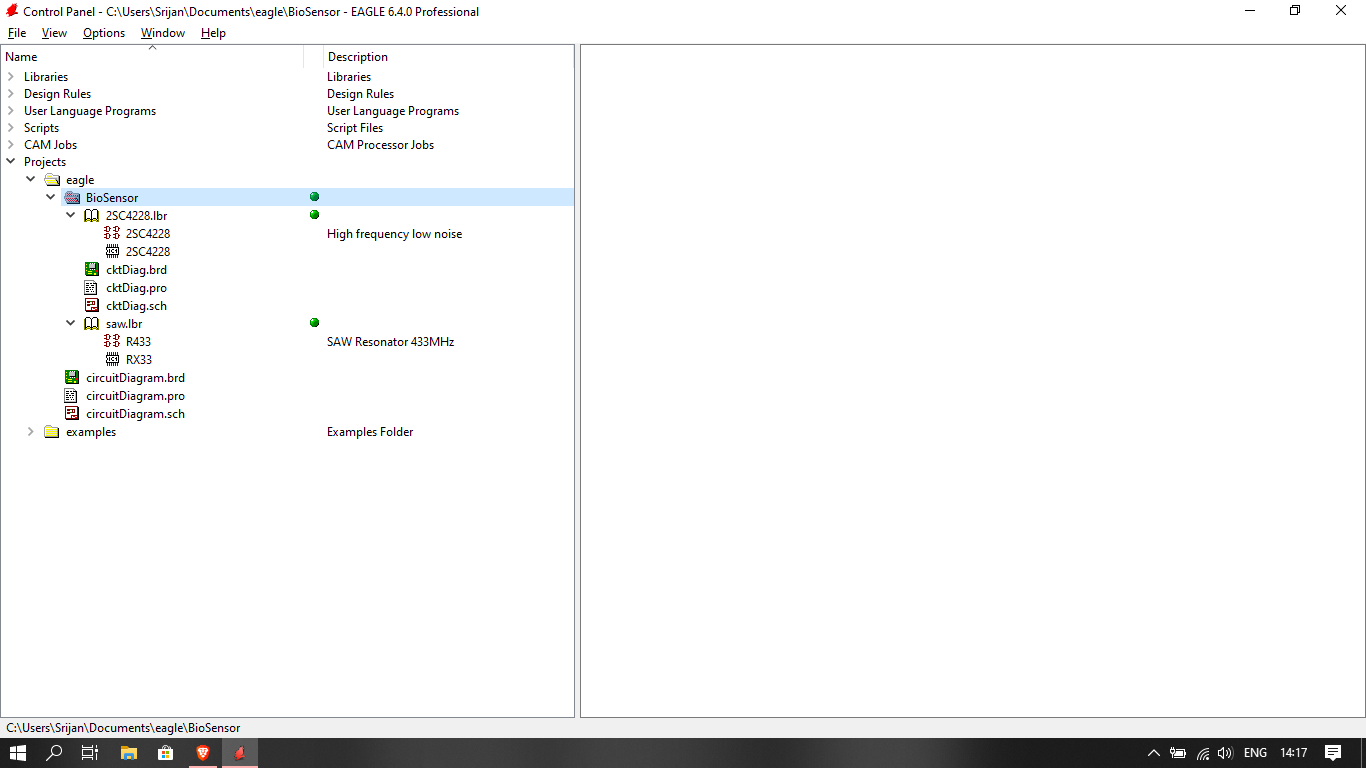 Control Panel - C:\Users\Srijan\Documents\eagle\BioSensor - EAGLE 6.4.0 Professional
File View Options Window Help
Name Description
Libraries Libraries
Design Rules Design Rules
User Language Programs User Language Programs
Scripts Script Files
CAM Jobs CAM Processor Jobs
Projects
eagle
BioSensor
2SC4228.lbr
2SC4228 High frequency low noise
2SC4228
cktDiag.brd
cktDiag.pro
cktDiag.sch
saw.lbr
R433 SAW Resonator 433MHz
RX33
circuitDiagram.brd
circuitDiagram.pro
circuitDiagram.sch
examples Examples Folder
C:\Users\Srijan\Documents\eagle\BioSensor
ENG 14:17